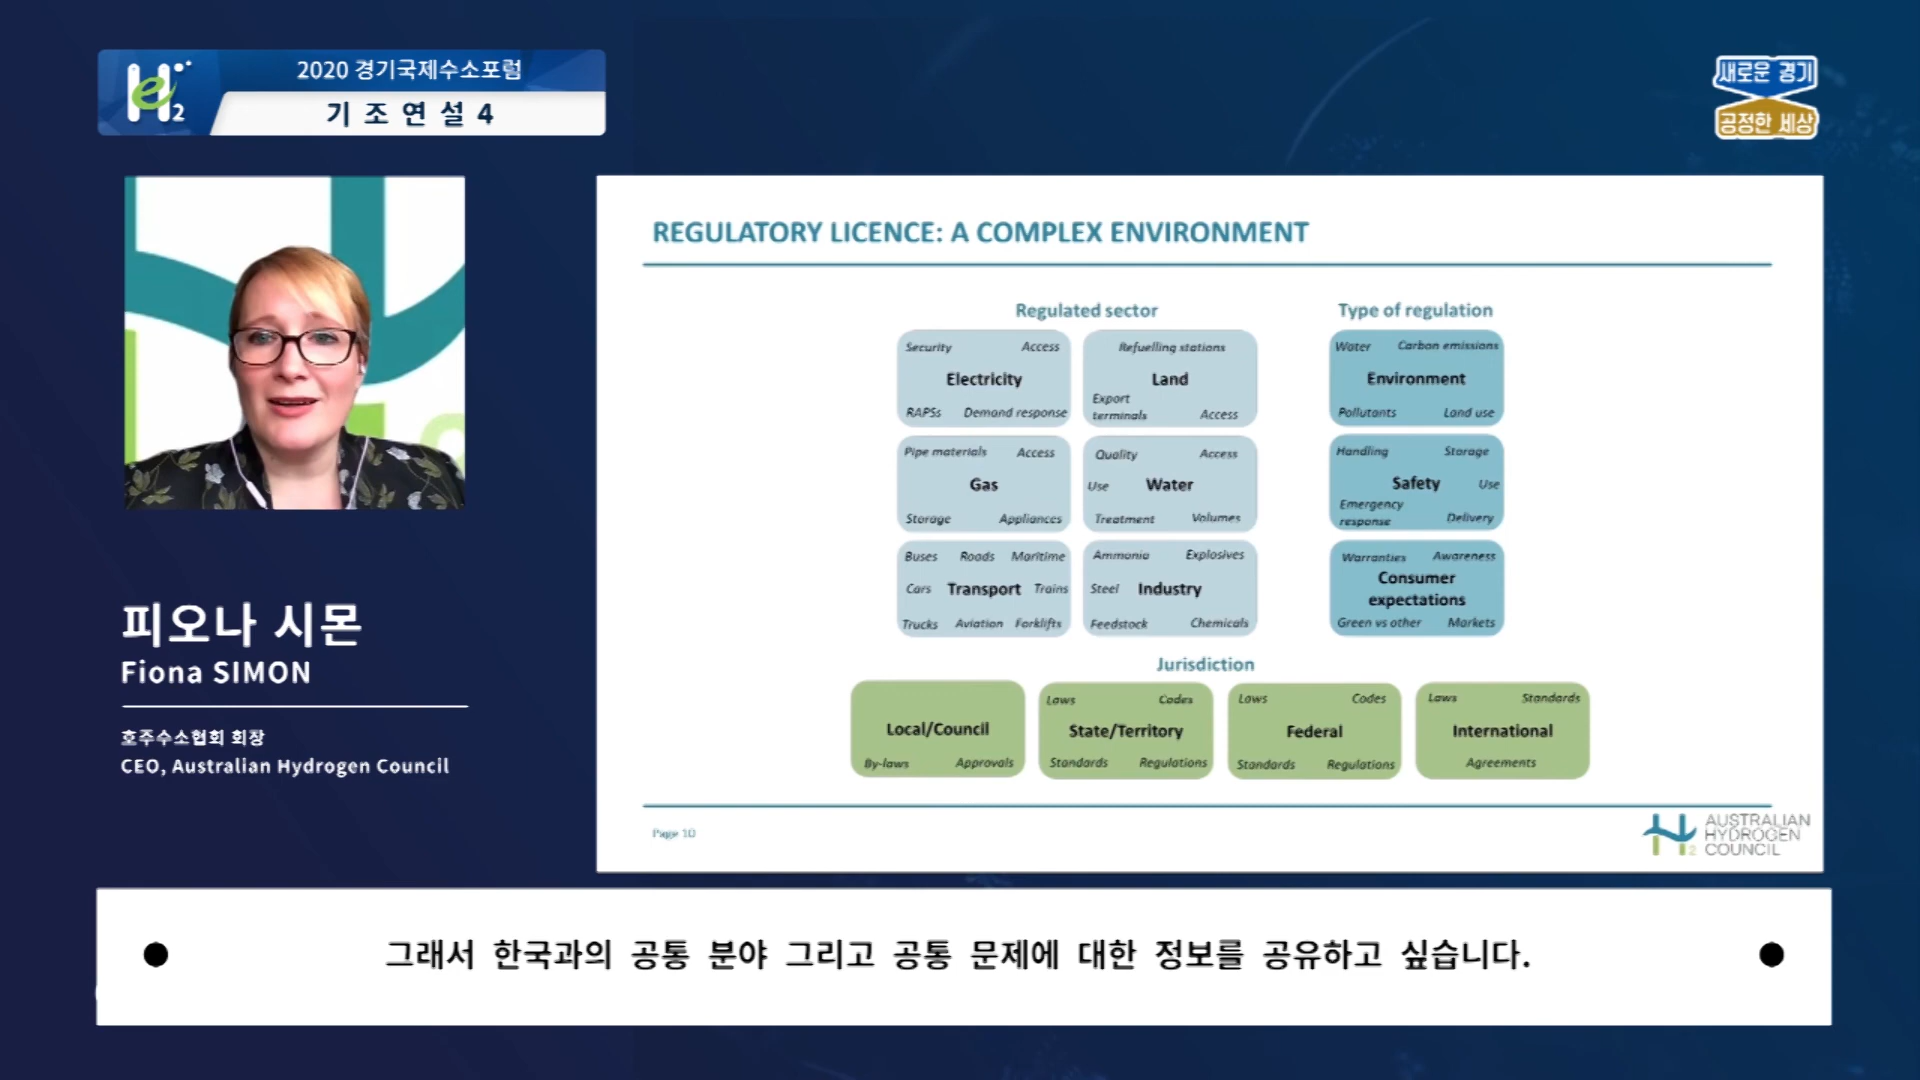 2020 경기국제수소포럼
기조연설 4
새로운 경기
공정한 세상
피오나 시몬
Fiona SIMON
호주수소협회 회장
CEO, Australian Hydrogen Council
REGULATORY LICENCE: A COMPLEX ENVIRONMENT
Regulated sector
Security Access
Electricity
RAPSs Demand response
Refuelling stations
Land
Export terminals Access
Pipe materials Access
Gas
Storage Appliances
Quality Access
Use Water
Treatment Volumes
Buses Roads Maritime
Cars Transport Trains
Trucks Aviation Forklifts
Ammonia Explosives
Steel Industry
Feedstock Chemicals
Type of regulation
Water Carbon emissions
Environment
Pollutants Land use
Handling Storage
Safety Use
Emergency response Delivery
Warranties Awareness
Consumer
expectations
Green vs other Markets
Jurisdiction
Local/Council
By-laws Approvals
Laws Codes
State/Territory
Standards Regulations
Laws Codes
Federal
Standards Regulations
Laws Standards
International
Agreements
Page 10
H2
AUSTRALIAN
HYDROGEN
COUNCIL
그래서 한국과의 공통 분야 그리고 공통 문제에 대한 정보를 공유하고 싶습니다.